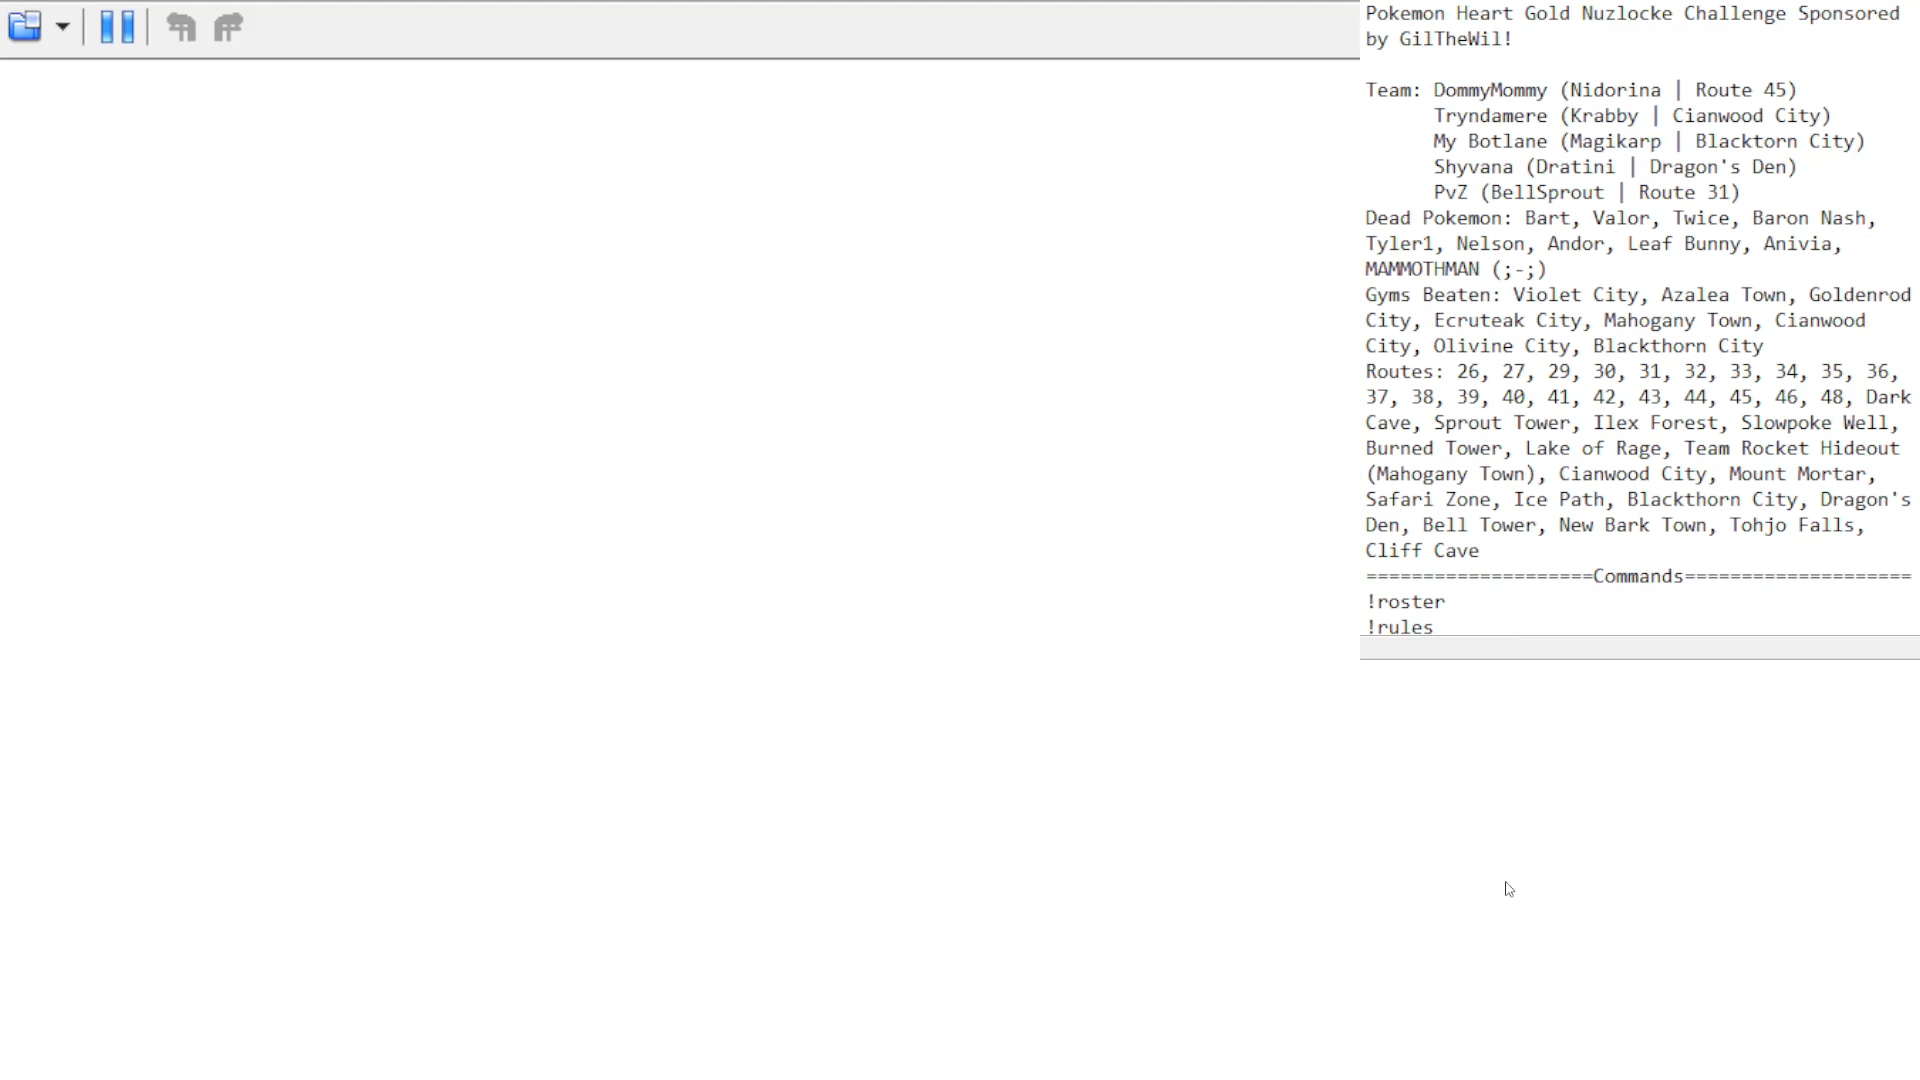 Pokemon Heart Gold Nuzlocke Challenge Sponsored
by GilTheWil!
Team: DommyMommy (Nidorina | Route 45)
Tryndamere (Krabby | Cianwood City)
My Botlane (Magikarp | Blacktorn City)
Shyvana (Dratini | Dragon's Den)
PvZ (BellSprout | Route 31)
Dead Pokemon: Bart, Valor, Twice, Baron Nash,
Tyler1, Nelson, Andor, Leaf Bunny, Anivia,
MAMMOTHMAN (;-;)
Gyms Beaten: Violet City, Azalea Town, Goldenrod
City, Ecruteak City, Mahogany Town, Cianwood
City, Olivine City, Blackthorn City
Routes: 26, 27, 29, 30, 31, 32, 33, 34, 35, 36,
37, 38, 39, 40, 41, 42, 43, 44, 45, 46, 48, Dark
Cave, Sprout Tower, Ilex Forest, Slowpoke Well,
Burned Tower, Lake of Rage, Team Rocket Hideout
(Mahogany Town), Cianwood City, Mount Mortar,
Safari Zone, Ice Path, Blackthorn City, Dragon's
Den, Bell Tower, New Bark Town, Tohjo Falls,
Cliff Cave
====================Commands====================
!roster
!rules